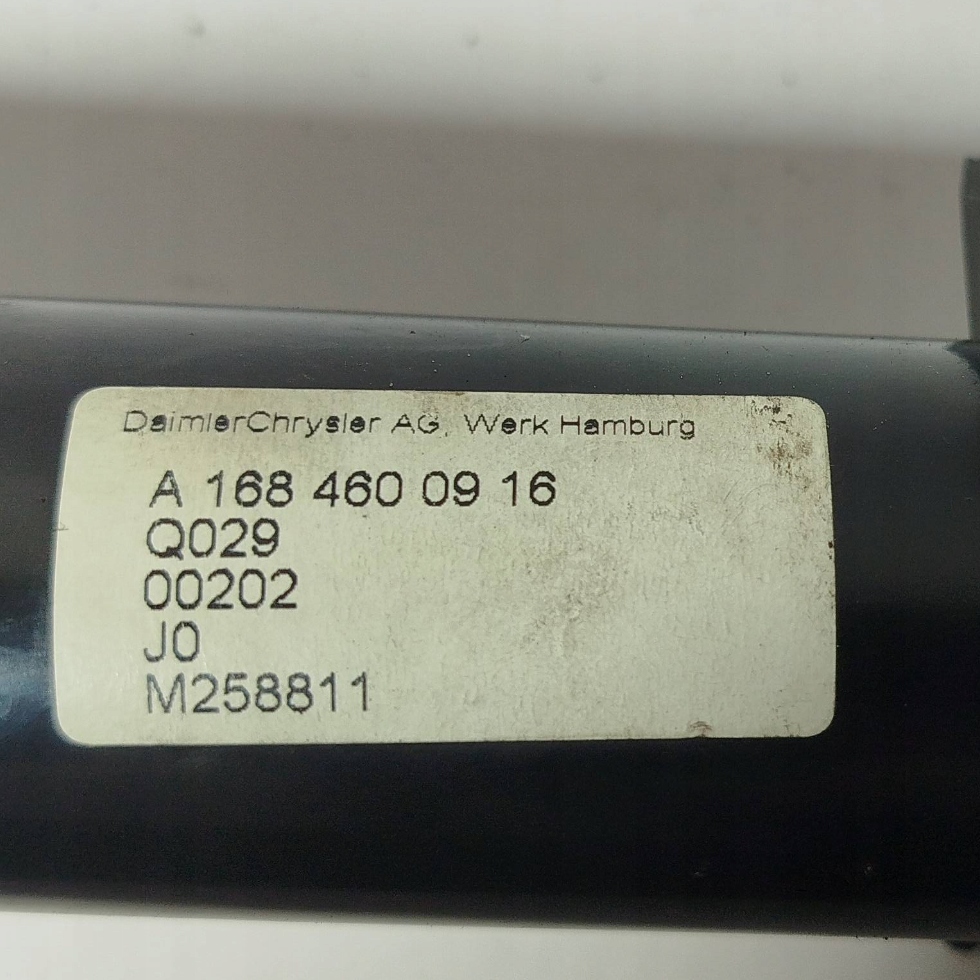 DaimlerChrysler AG, Werk Hamburg
A 168 460 09 16
Q029
00202
J0
M258811